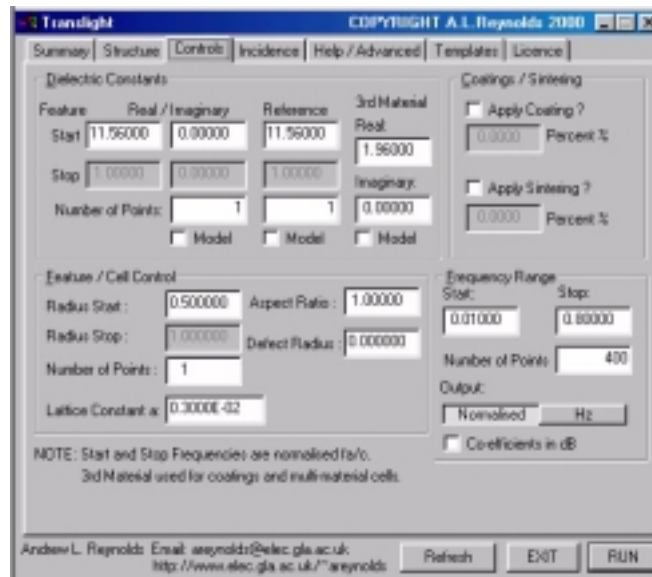 Translight COPYRIGHT A.L.Reynolds 2000
Summary Structure Controls Incidence Help / Advanced Templates Licence
Dielectric Constants
Feature Real / Imaginary Reference 3rd Material
Real:
Start 11.56000 0.00000 11.56000
1.96000
Stop 1.00000 0.00000 1.00000
Imaginary:
Number of Points: 1 1 0.00000
Model Model Model
Coatings / Sintering
Apply Coating ?
0.0000 Percent %
Apply Sintering ?
0.0000 Percent %
Feature / Cell Control
Radius Start : 0.500000 Aspect Ratio : 1.00000
Radius Stop : 1.000000 Defect Radius : 0.000000
Number of Points : 1
Lattice Constant a: 0.3000E-02
Frequency Range
Start: Stop:
0.01000 0.80000
Number of Points 400
Output:
Normalised Hz
Co-efficients in dB
NOTE: Start and Stop Frequencies are normalised fa/c.
3rd Material used for coatings and multi-material cells.
Andrew L. Reynolds Email: areynolds@elec.gla.ac.uk
http://www.elec.gla.ac.uk/~areynolds
Refresh EXIT RUN